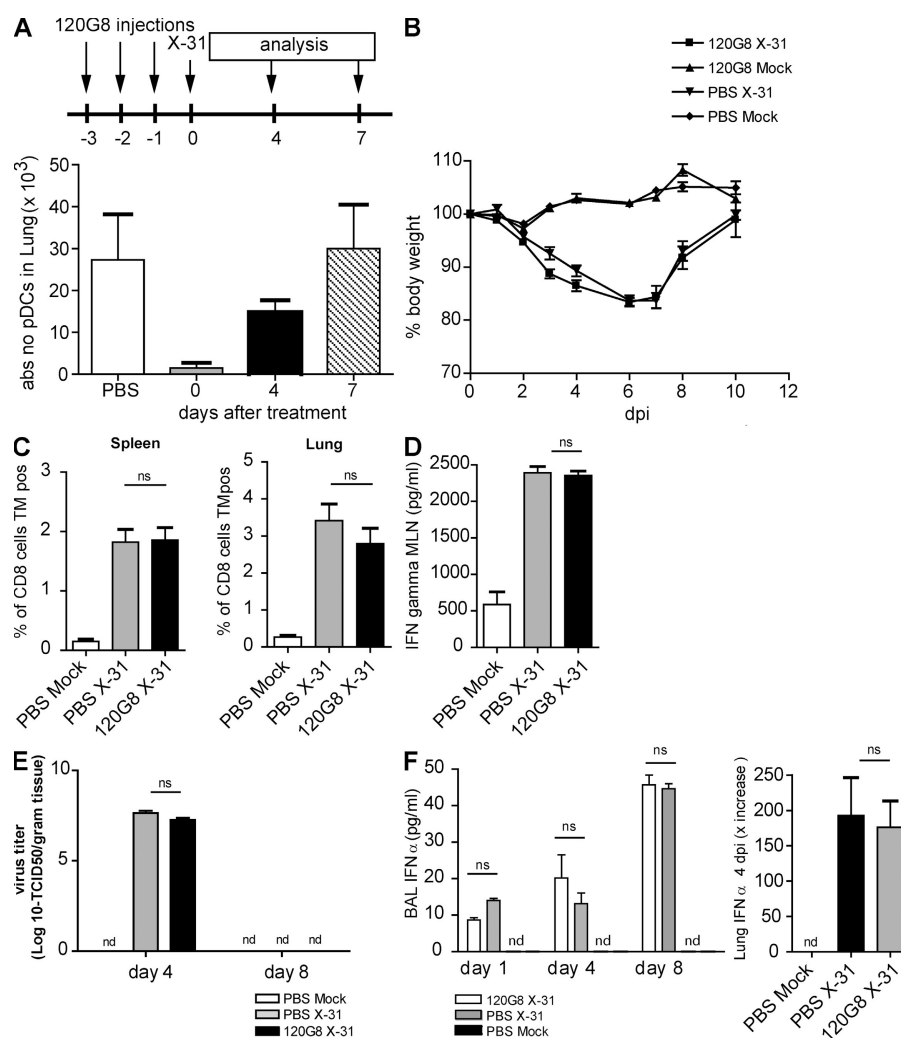 A
120G8 injections
X-31
analysis
-3 -2 -1 0 4 7
abs no pDCs in Lung (x 10³)
50
40
30
20
10
0
PBS 0 4 7
days after treatment
B
120G8 X-31
120G8 Mock
PBS X-31
PBS Mock
% body weight
110
100
90
80
70
0 2 4 6 8 10 12
dpi
C
Spleen
% of CD8 cells TM pos
3
2
1
0
ns
PBS Mock
PBS X-31
120G8 X-31
Lung
% of CD8 cells TMpos
5
4
3
2
1
0
ns
PBS Mock
PBS X-31
120G8 X-31
D
IFN gamma MLN (pg/ml)
2500
2000
1500
1000
500
0
ns
PBS Mock
PBS X-31
120G8 X-31
E
virus titer
(Log 10-TCID50/gram tissue)
10
5
0
ns
nd
nd nd nd
day 4 day 8
PBS Mock
PBS X-31
120G8 X-31
F
BAL IFNα (pg/ml)
50
40
30
20
10
0
ns
ns
ns
nd nd nd
day 1 day 4 day 8
120G8 X-31
PBS X-31
PBS Mock
Lung IFNα 4 dpi (x increase )
250
200
150
100
50
0
ns
nd
PBS Mock
PBS X-31
120G8 X-31